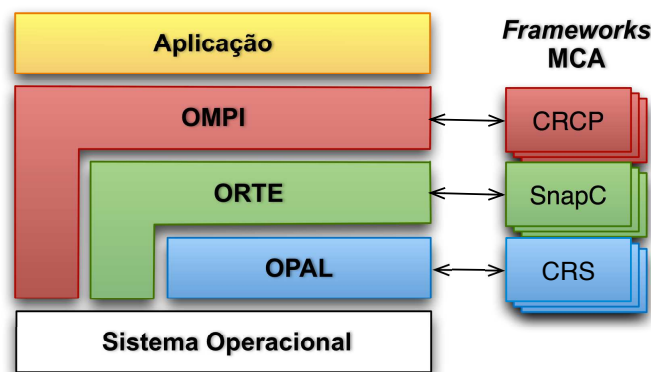 Aplicação
Frameworks
MCA
OMPI
CRCP
ORTE
SnapC
OPAL
CRS
Sistema Operacional